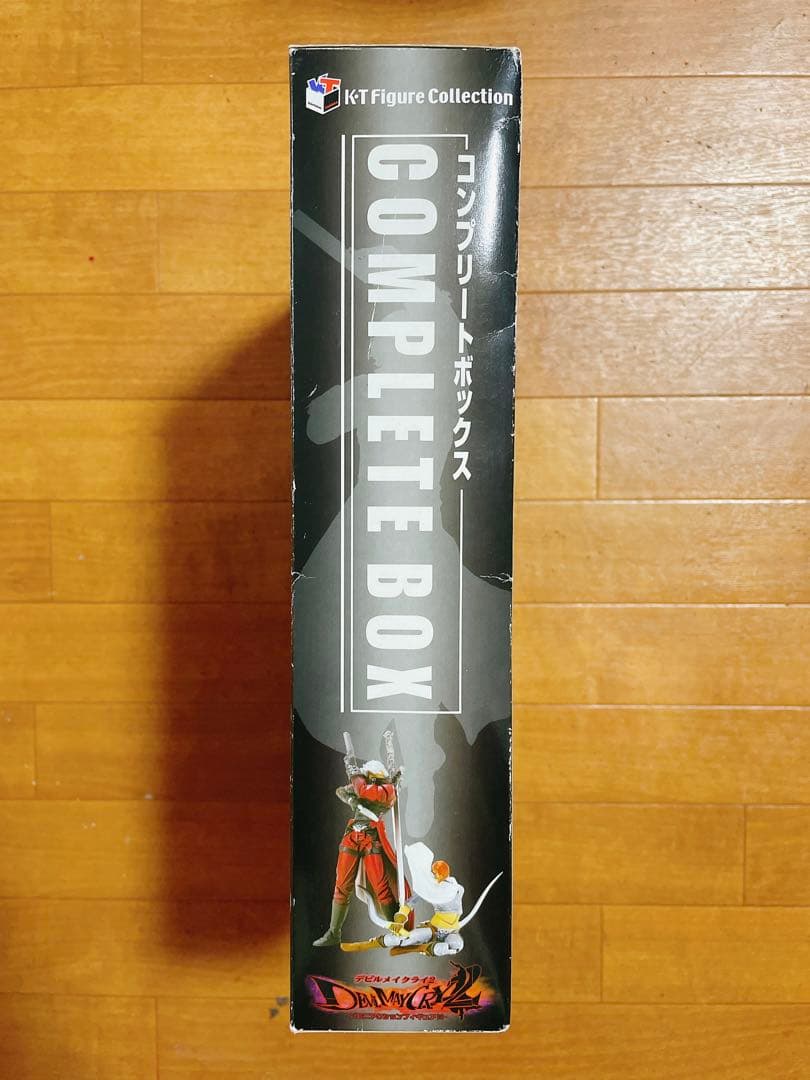 K・T Figure Collection
コンプリートボックス
COMPLETE BOX
デビルメイクライ2
DEVIL MAY CRY 2